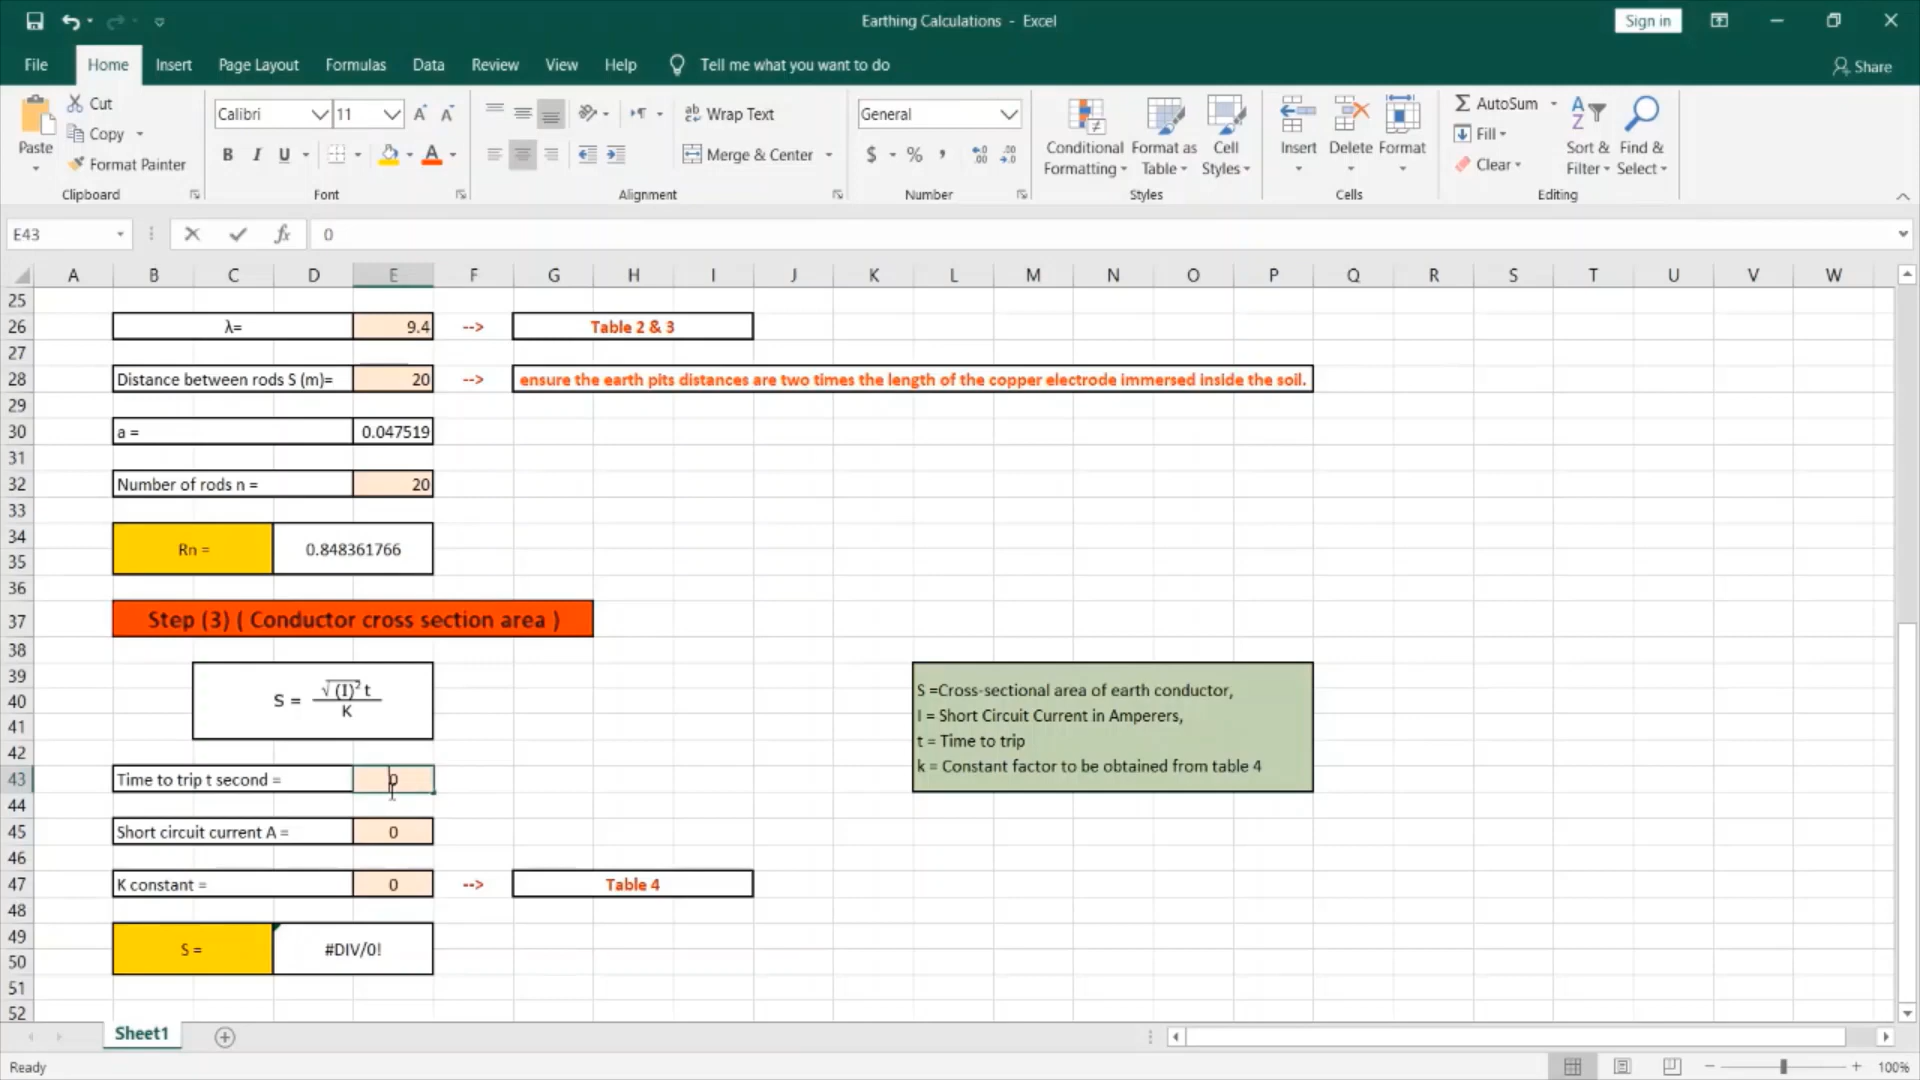 Earthing Calculations - Excel
Sign in
File Home Insert Page Layout Formulas Data Review View Help Tell me what you want to do Share
Paste
Cut
Copy
Format Painter
Clipboard
Calibri 11
B I U
Font
Wrap Text
Merge & Center
Alignment
General
$ % ,
Number
Conditional Formatting
Format as Table
Cell Styles
Styles
Insert Delete Format
Cells
AutoSum
Fill
Clear
Sort & Filter
Find & Select
Editing
E43 fx 0
A B C D E F G H I J K L M N O P Q R S T U V W
25
26 λ= 9.4 --> Table 2 & 3
27
28 Distance between rods S (m)= 20 --> ensure the earth pits distances are two times the length of the copper electrode immersed inside the soil.
29
30 a = 0.047519
31
32 Number of rods n = 20
33
34
Rn = 0.848361766
35
36
37 Step (3) ( Conductor cross section area )
38
39
40 S = √(I)² t / K
41
S =Cross-sectional area of earth conductor,
I = Short Circuit Current in Amperers,
t = Time to trip
k = Constant factor to be obtained from table 4
42
43 Time to trip t second = 0
44
45 Short circuit current A = 0
46
47 K constant = 0 --> Table 4
48
49
S = #DIV/0!
50
51
52
Sheet1
Ready
100%